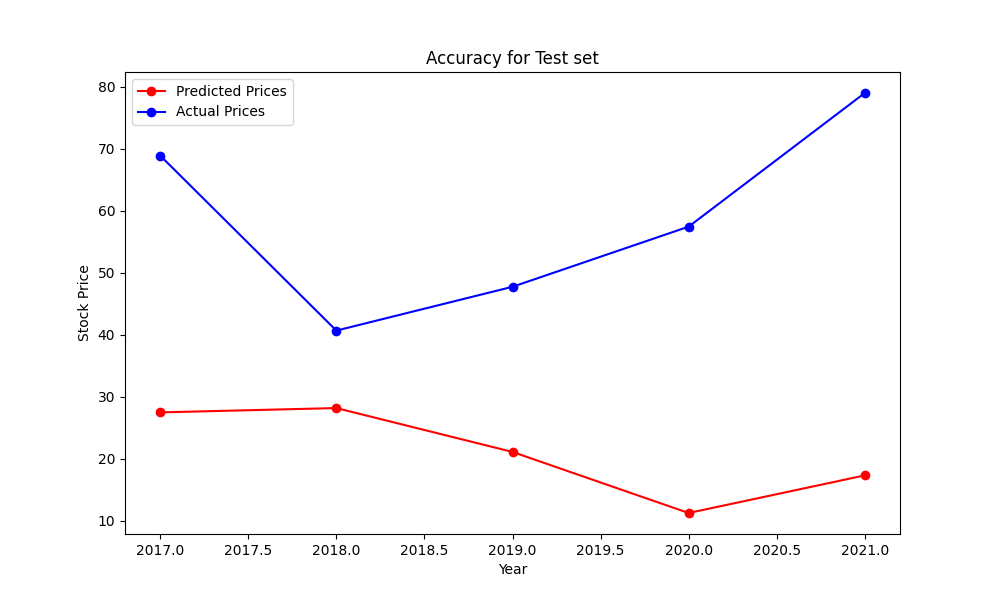 Accuracy for Test set
Predicted Prices
Actual Prices
80
70
60
50
40
30
20
10
Stock Price
2017.0 2017.5 2018.0 2018.5 2019.0 2019.5 2020.0 2020.5 2021.0
Year